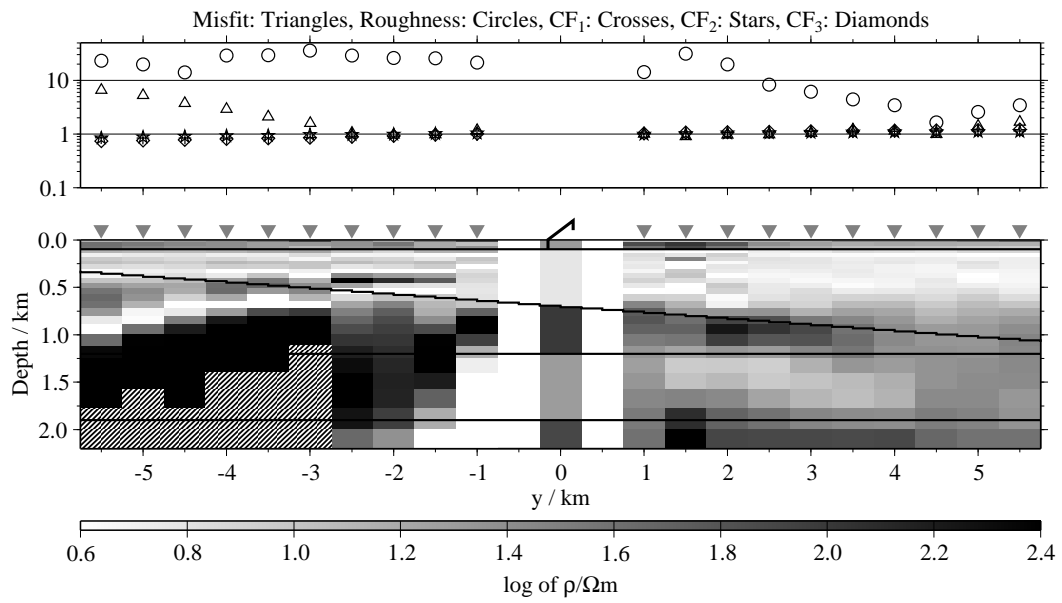 Misfit: Triangles, Roughness: Circles, CF₁: Crosses, CF₂: Stars, CF₃: Diamonds
10
1
0.1
0.0
0.5
1.0
1.5
2.0
Depth / km
-5 -4 -3 -2 -1 0 1 2 3 4 5
y / km
0.6 0.8 1.0 1.2 1.4 1.6 1.8 2.0 2.2 2.4
log of ρ/Ωm